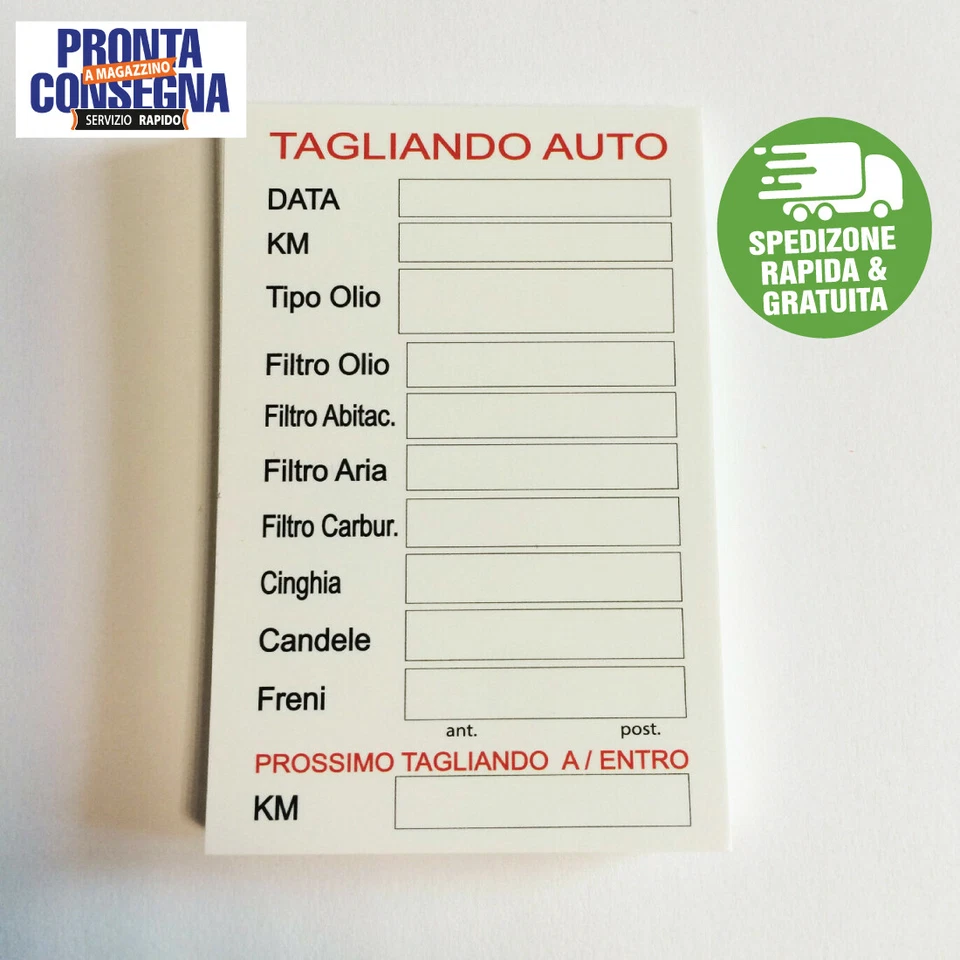 PRONTA
A MAGAZZINO
CONSEGNA
SERVIZIO RAPIDO
TAGLIANDO AUTO
DATA
KM
Tipo Olio
Filtro Olio
Filtro Abitac.
Filtro Aria
Filtro Carbur.
Cinghia
Candele
Freni
ant. post.
PROSSIMO TAGLIANDO A / ENTRO
KM
SPEDIZONE
RAPIDA &
GRATUITA